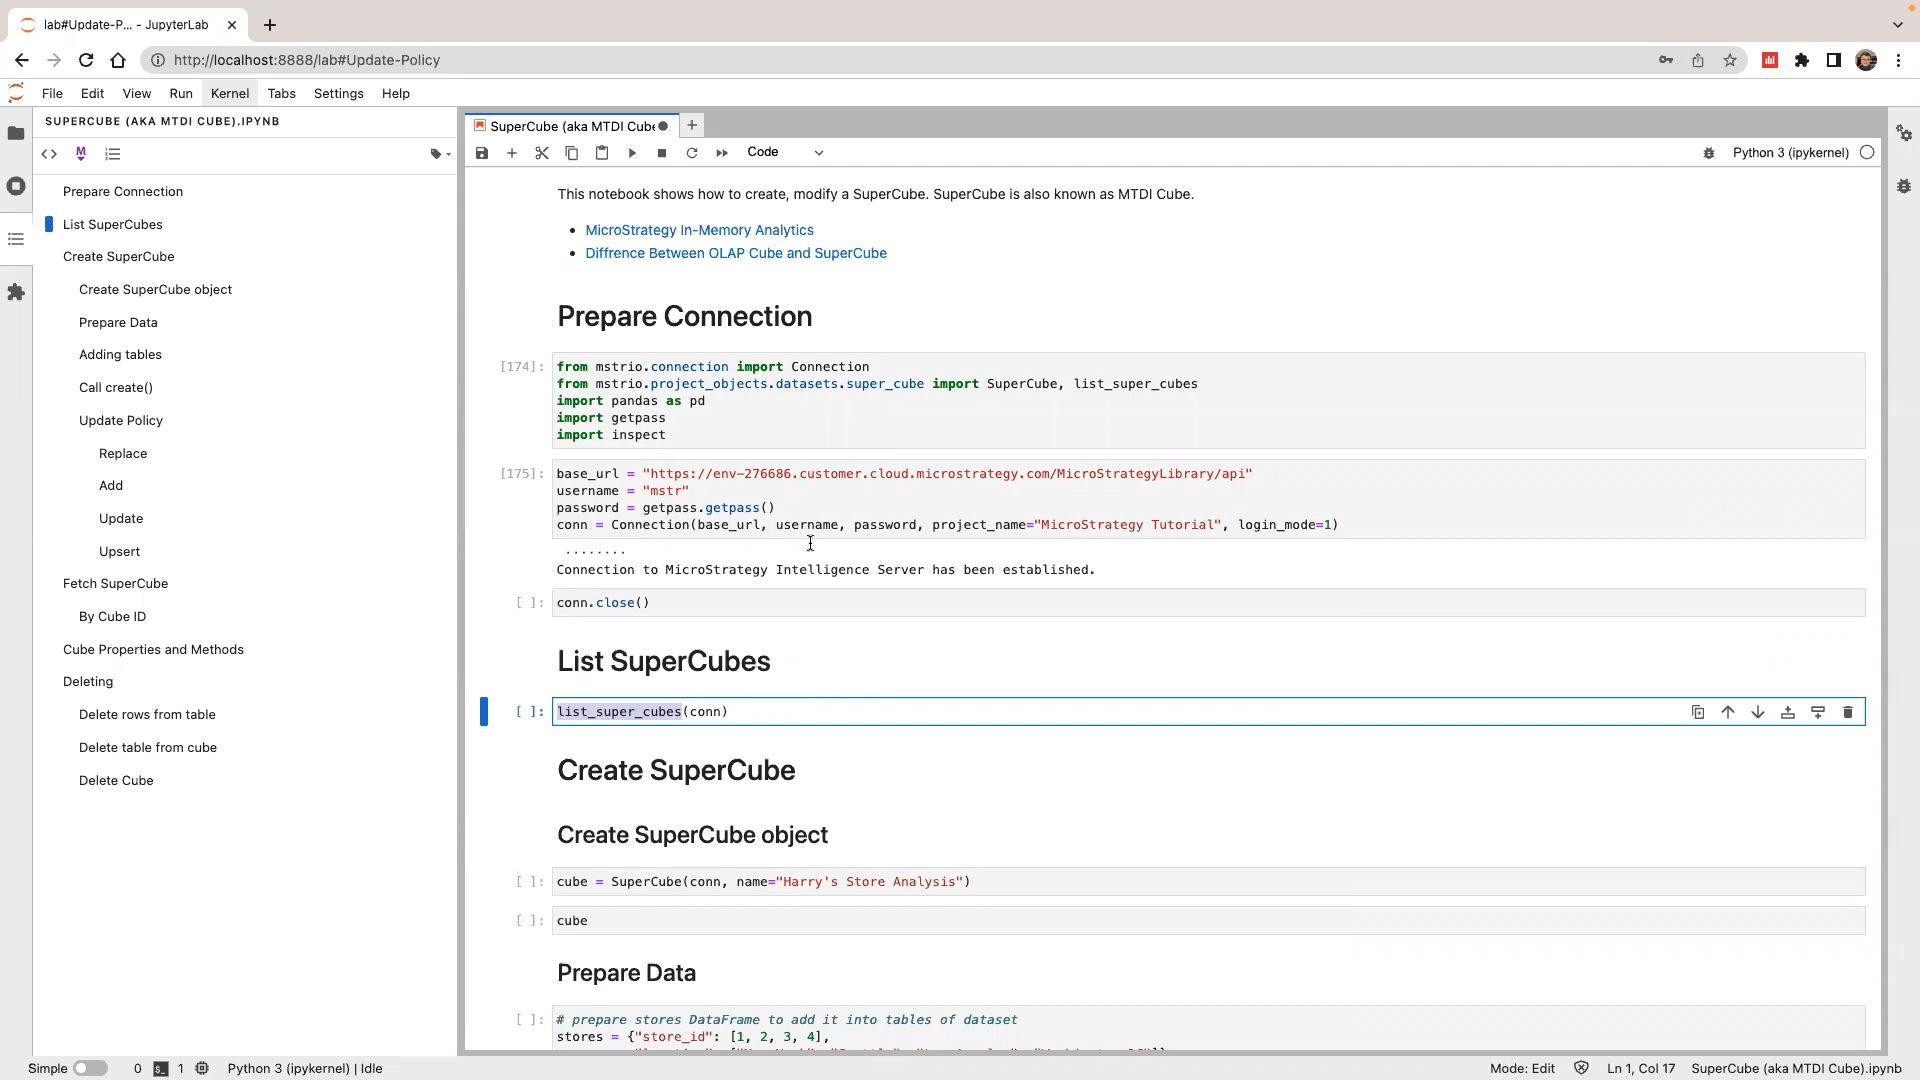 lab#Update-P... - JupyterLab
http://localhost:8888/lab#Update-Policy
File Edit View Run Kernel Tabs Settings Help
SUPERCUBE (AKA MTDI CUBE).IPYNB
Prepare Connection
List SuperCubes
Create SuperCube
Create SuperCube object
Prepare Data
Adding tables
Call create()
Update Policy
Replace
Add
Update
Upsert
Fetch SuperCube
By Cube ID
Cube Properties and Methods
Deleting
Delete rows from table
Delete table from cube
Delete Cube
SuperCube (aka MTDI Cube
Code
Python 3 (ipykernel)
This notebook shows how to create, modify a SuperCube. SuperCube is also known as MTDI Cube.
• MicroStrategy In-Memory Analytics
• Diffrence Between OLAP Cube and SuperCube
Prepare Connection
[174]: from mstrio.connection import Connection
from mstrio.project_objects.datasets.super_cube import SuperCube, list_super_cubes
import pandas as pd
import getpass
import inspect
[175]: base_url = "https://env-276686.customer.cloud.microstrategy.com/MicroStrategyLibrary/api"
username = "mstr"
password = getpass.getpass()
conn = Connection(base_url, username, password, project_name="MicroStrategy Tutorial", login_mode=1)
........
Connection to MicroStrategy Intelligence Server has been established.
[ ]: conn.close()
List SuperCubes
[ ]: list_super_cubes(conn)
Create SuperCube
Create SuperCube object
[ ]: cube = SuperCube(conn, name="Harry's Store Analysis")
[ ]: cube
Prepare Data
[ ]: # prepare stores DataFrame to add it into tables of dataset
stores = {"store_id": [1, 2, 3, 4],
Simple 0 $_ 1 Python 3 (ipykernel) | Idle Mode: Edit Ln 1, Col 17 SuperCube (aka MTDI Cube).ipynb